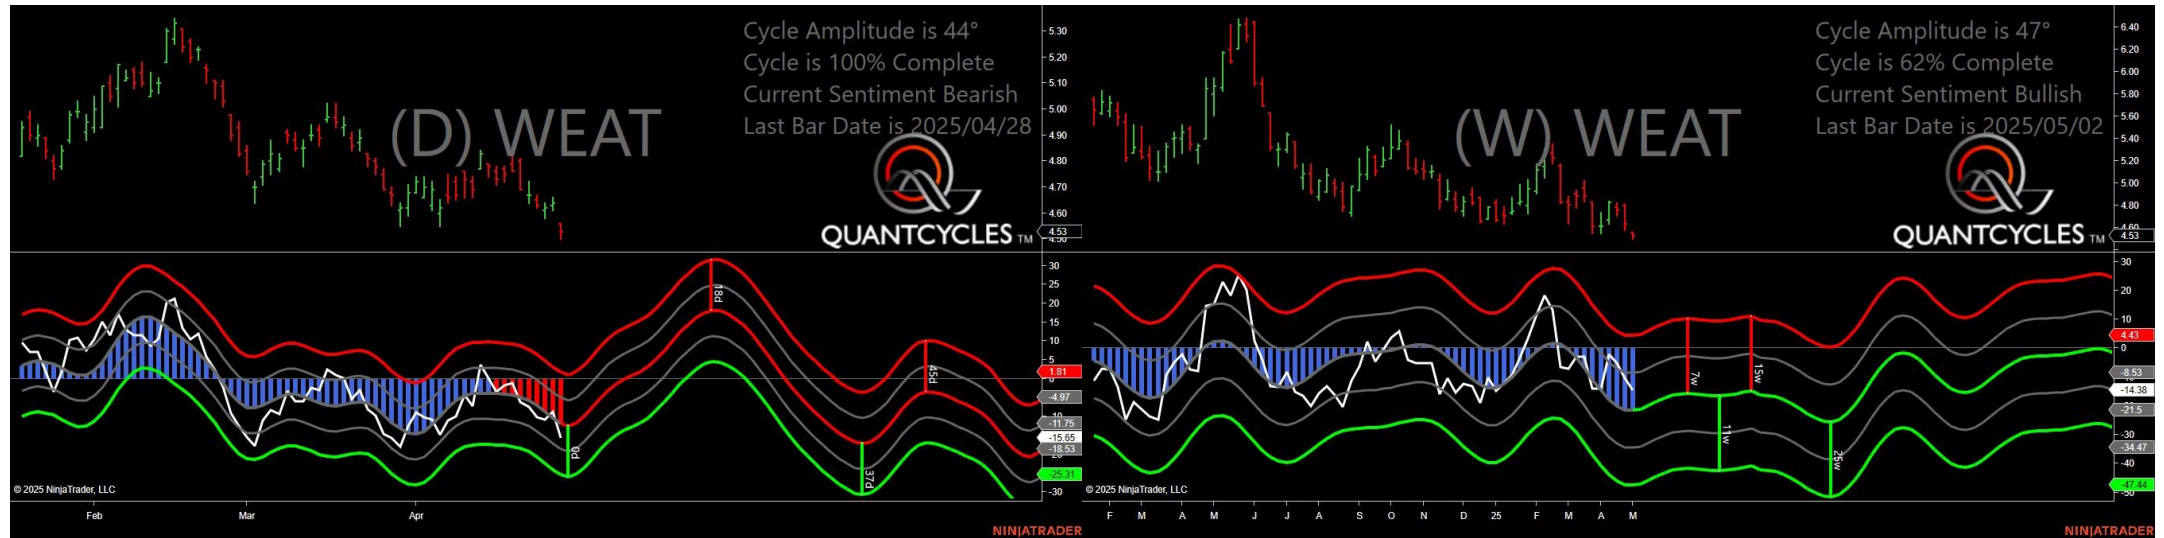 Cycle Amplitude is 44°
Cycle is 100% Complete
Current Sentiment Bearish
Last Bar Date is 2025/04/28
(D) WEAT
QUANTCYCLES TM
5.30
5.20
5.10
5.00
4.90
4.80
4.70
4.60
4.53
4.50
30
25
20
15
10
5
1.81
0
-4.97
-10
-11.75
-15.65
-18.53
-25.31
-30
0d
18d
37d
45d
© 2025 NinjaTrader, LLC
Feb
Mar
Apr
NINJATRADER
Cycle Amplitude is 47°
Cycle is 62% Complete
Current Sentiment Bullish
Last Bar Date is 2025/05/02
(W) WEAT
QUANTCYCLES TM
6.40
6.20
6.00
5.80
5.60
5.40
5.20
5.00
4.80
4.60
4.53
30
20
10
4.43
0
-8.53
-14.38
-21.5
-30
-34.47
-40
-47.44
-50
7w
11w
15w
25w
© 2025 NinjaTrader, LLC
F
M
A
M
J
J
A
S
O
N
D
25
F
M
A
M
NINJATRADER